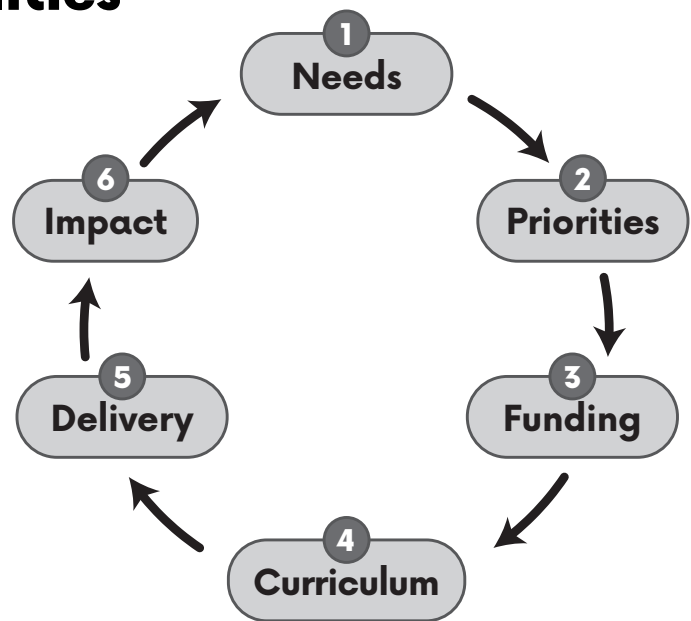 1
Needs
2
Priorities
3
Funding
4
Curriculum
5
Delivery
6
Impact